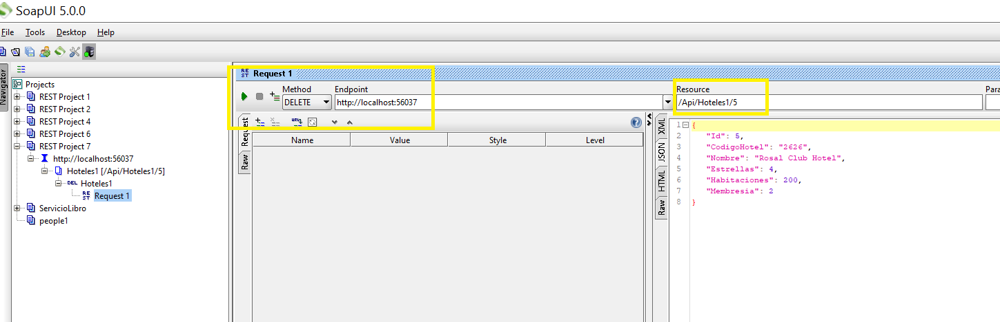 SoapUI 5.0.0
File Tools Desktop Help
Navigator
Projects
REST Project 1
REST Project 2
REST Project 4
REST Project 6
REST Project 7
http://localhost:56037
Hoteles1 [/Api/Hoteles1/5]
DEL Hoteles1
RE ST Request 1
ServicioLibro
people1
RE ST Request 1
Method Endpoint Resource Para
DELETE http://localhost:56037 /Api/Hoteles1/5
Request
Raw
Name Value Style Level
XML
JSON
HTML
Raw
1 {
2 "Id": 5,
3 "CodigoHotel": "2626",
4 "Nombre": "Rosal Club Hotel",
5 "Estrellas": 4,
6 "Habitaciones": 200,
7 "Membresia": 2
8 }